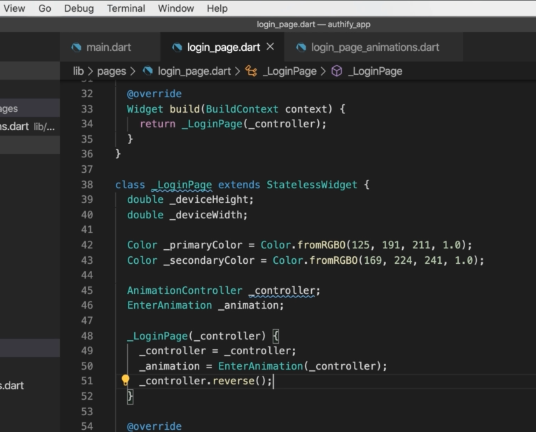 View Go Debug Terminal Window Help
login_page.dart — authify_app
main.dart login_page.dart × login_page_animations.dart
lib > pages > login_page.dart > _LoginPage > _LoginPage
32 @override
ages
33 Widget build(BuildContext context) {
ns.dart lib/...
34 return _LoginPage(_controller);
35 }
36 }
37
38 class _LoginPage extends StatelessWidget {
39 double _deviceHeight;
40 double _deviceWidth;
41
42 Color _primaryColor = Color.fromRGBO(125, 191, 211, 1.0);
43 Color _secondaryColor = Color.fromRGBO(169, 224, 241, 1.0);
44
45 AnimationController _controller;
46 EnterAnimation _animation;
47
48 _LoginPage(_controller) {
49 _controller = _controller;
50 _animation = EnterAnimation(_controller);
51 _controller.reverse();
s.dart
52 }
53
54 @override